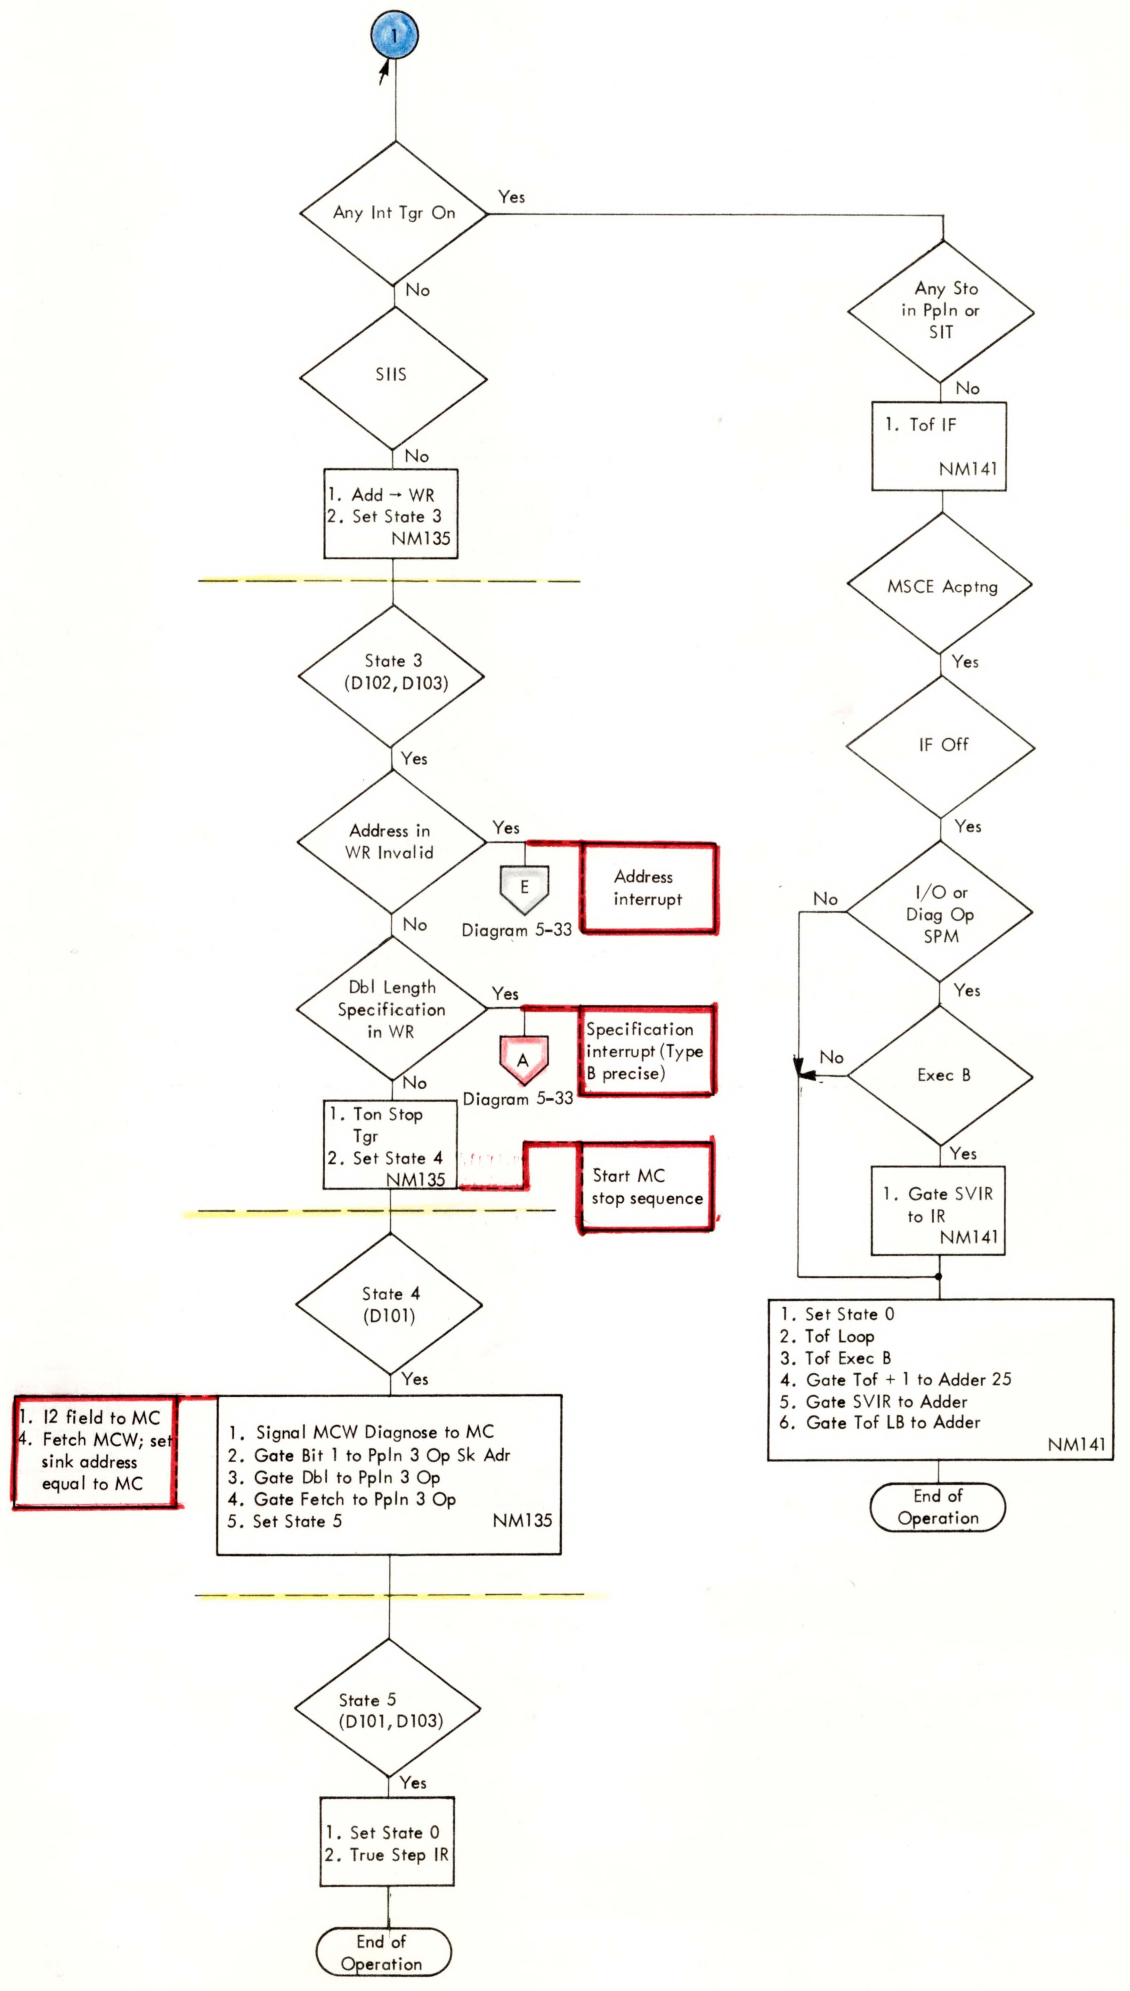 1
Any Int Tgr On
Yes
No
SIIS
No
1. Add → WR
2. Set State 3
NM135
State 3
(D102, D103)
Yes
Address in
WR Invalid
Yes
E
Diagram 5-33
Address
interrupt
No
Dbl Length
Specification
in WR
Yes
A
Diagram 5-33
Specification
interrupt (Type
B precise)
No
1. Ton Stop
Tgr
2. Set State 4
NM135
Start MC
stop sequence
State 4
(D101)
Yes
1. I2 field to MC
4. Fetch MCW; set
sink address
equal to MC
1. Signal MCW Diagnose to MC
2. Gate Bit 1 to Ppln 3 Op Sk Adr
3. Gate Dbl to Ppln 3 Op
4. Gate Fetch to Ppln 3 Op
5. Set State 5
NM135
State 5
(D101, D103)
Yes
1. Set State 0
2. True Step IR
End of
Operation
Any Sto
in Ppln or
SIT
No
1. Tof IF
NM141
MSCE Acptng
Yes
IF Off
Yes
I/O or
Diag Op
SPM
No
Yes
Exec B
No
Yes
1. Gate SVIR
to IR
NM141
1. Set State 0
2. Tof Loop
3. Tof Exec B
4. Gate Tof + 1 to Adder 25
5. Gate SVIR to Adder
6. Gate Tof LB to Adder
NM141
End of
Operation